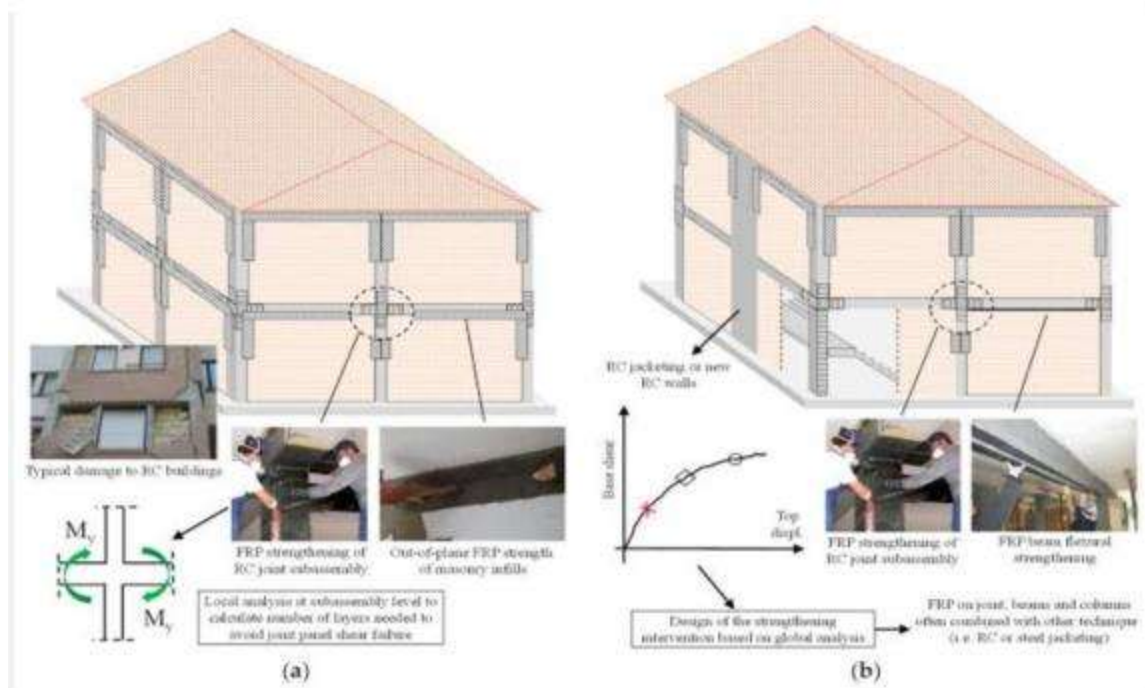 Typical damage to RC buildings
FRP strengthening of
RC joint subassembly
Out-of-plane FRP strength
of masonry infills
M_y
M_y
Local analysis at subassembly level to
calculate number of layers needed to
avoid joint panel shear failure
(a)
RC jacketing or new
RC walls
Base shear
Top
displ.
FRP strengthening of
RC joint subassembly
FRP beam flexural
strengthening
Design of the strengthening
intervention based on global analysis
FRP on joint, beams and columns
often combined with other technique
(i.e. RC or steel jacketing)
(b)